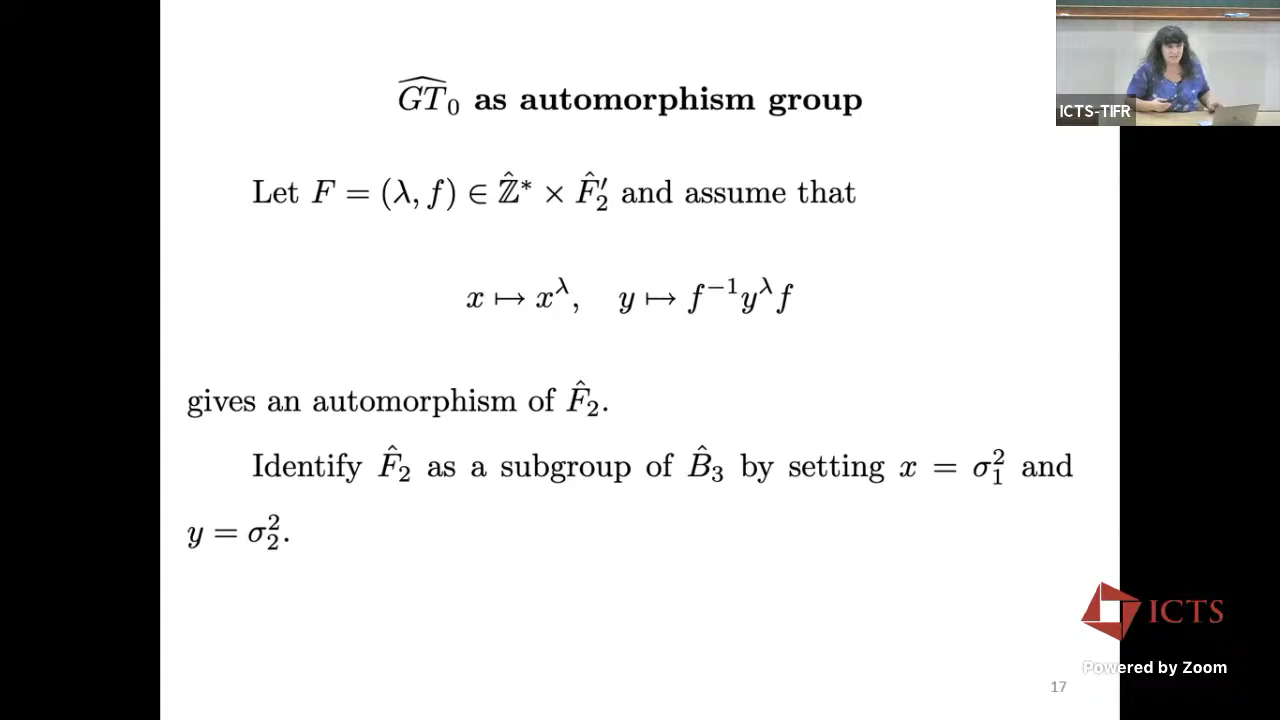 $\widehat{GT}_0$ as automorphism group
ICTS-TIFR
Let $F = (\lambda, f) \in \hat{\mathbb{Z}}^* \times \hat{F}_2'$ and assume that
$x \mapsto x^\lambda, \quad y \mapsto f^{-1} y^\lambda f$
gives an automorphism of $\hat{F}_2$.
Identify $\hat{F}_2$ as a subgroup of $\hat{B}_3$ by setting $x = \sigma_1^2$ and
$y = \sigma_2^2$.
ICTS
Powered by Zoom
17